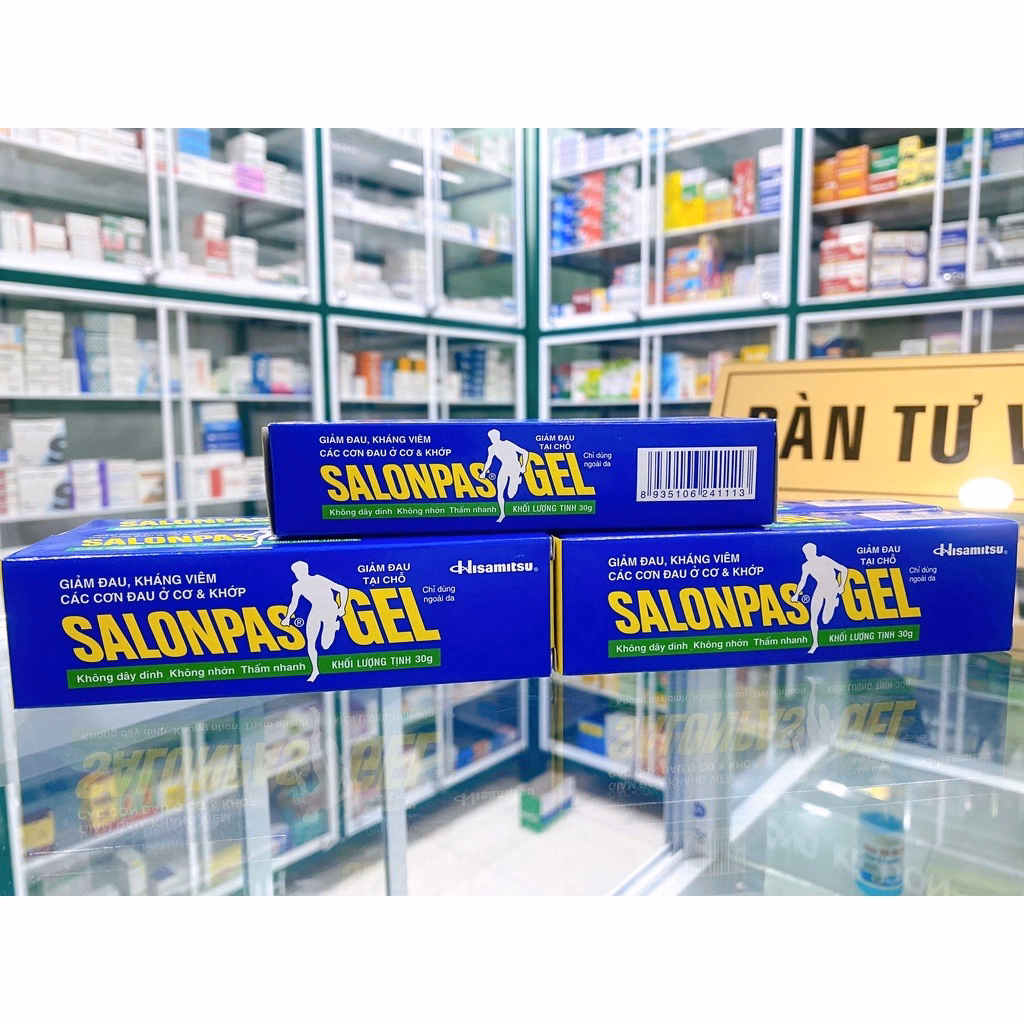 BÀN TƯ V
GIẢM ĐAU, KHÁNG VIÊM
CÁC CƠN ĐAU Ở CƠ & KHỚP
GIẢM ĐAU
TẠI CHỖ
Chỉ dùng
ngoài da
SALONPAS® GEL
Không dây dính Không nhờn Thấm nhanh
KHỐI LƯỢNG TỊNH 30g
8 935106 241113
GIẢM ĐAU, KHÁNG VIÊM
CÁC CƠN ĐAU Ở CƠ & KHỚP
GIẢM ĐAU
TẠI CHỖ
Hisamitsu®
Chỉ dùng
ngoài da
SALONPAS® GEL
Không dây dính Không nhờn Thấm nhanh
KHỐI LƯỢNG TỊNH 30g
GIẢM ĐAU, KHÁNG VIÊM
CÁC CƠN ĐAU Ở CƠ & KHỚP
GIẢM ĐAU
TẠI CHỖ
Hisamitsu®
Chỉ dùng
ngoài da
SALONPAS® GEL
Không dây dính Không nhờn Thấm nhanh
KHỐI LƯỢNG TỊNH 30g